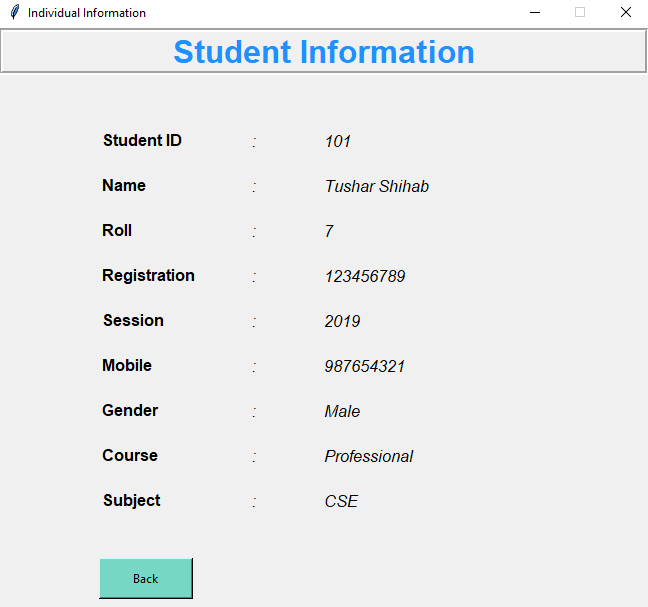 Individual Information
Student Information
Student ID : 101
Name : Tushar Shihab
Roll : 7
Registration : 123456789
Session : 2019
Mobile : 987654321
Gender : Male
Course : Professional
Subject : CSE
Back